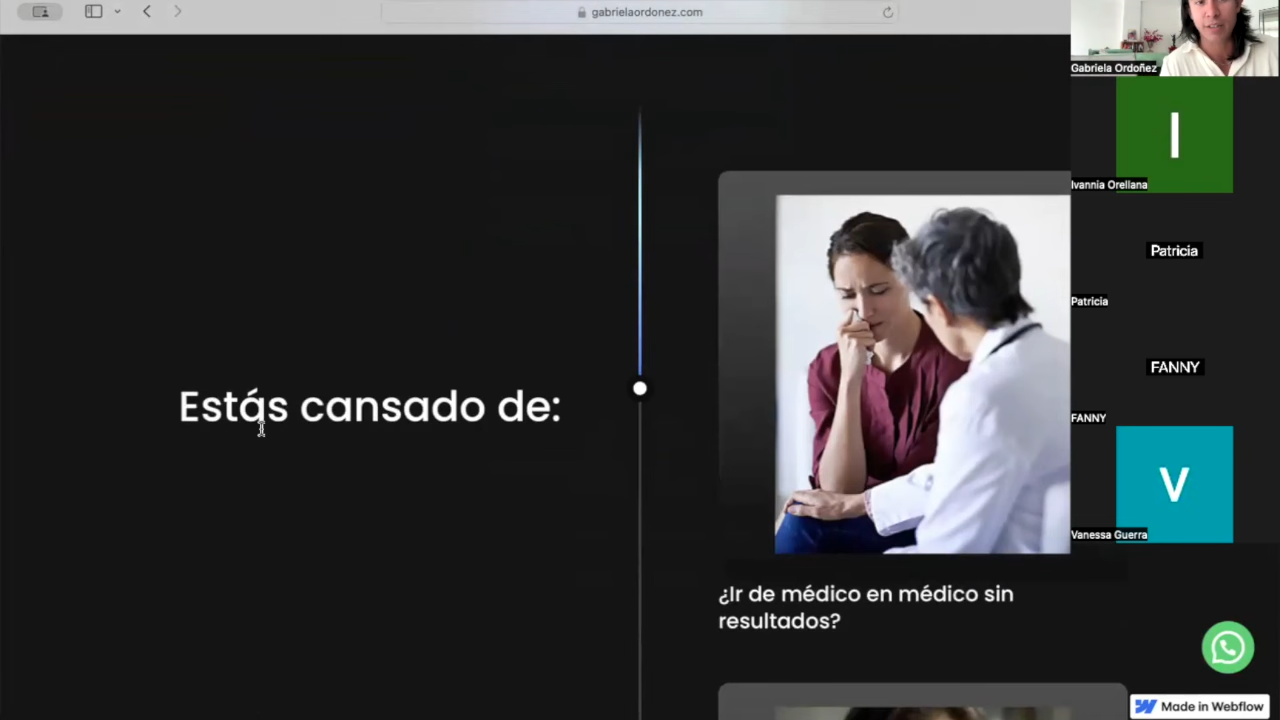 gabrielaordonez.com
Gabriela Ordoñez
I
Ivannia Orellana
Patricia
Patricia
FANNY
FANNY
V
Vanessa Guerra
Estás cansado de:
¿Ir de médico en médico sin
resultados?
Made in Webflow